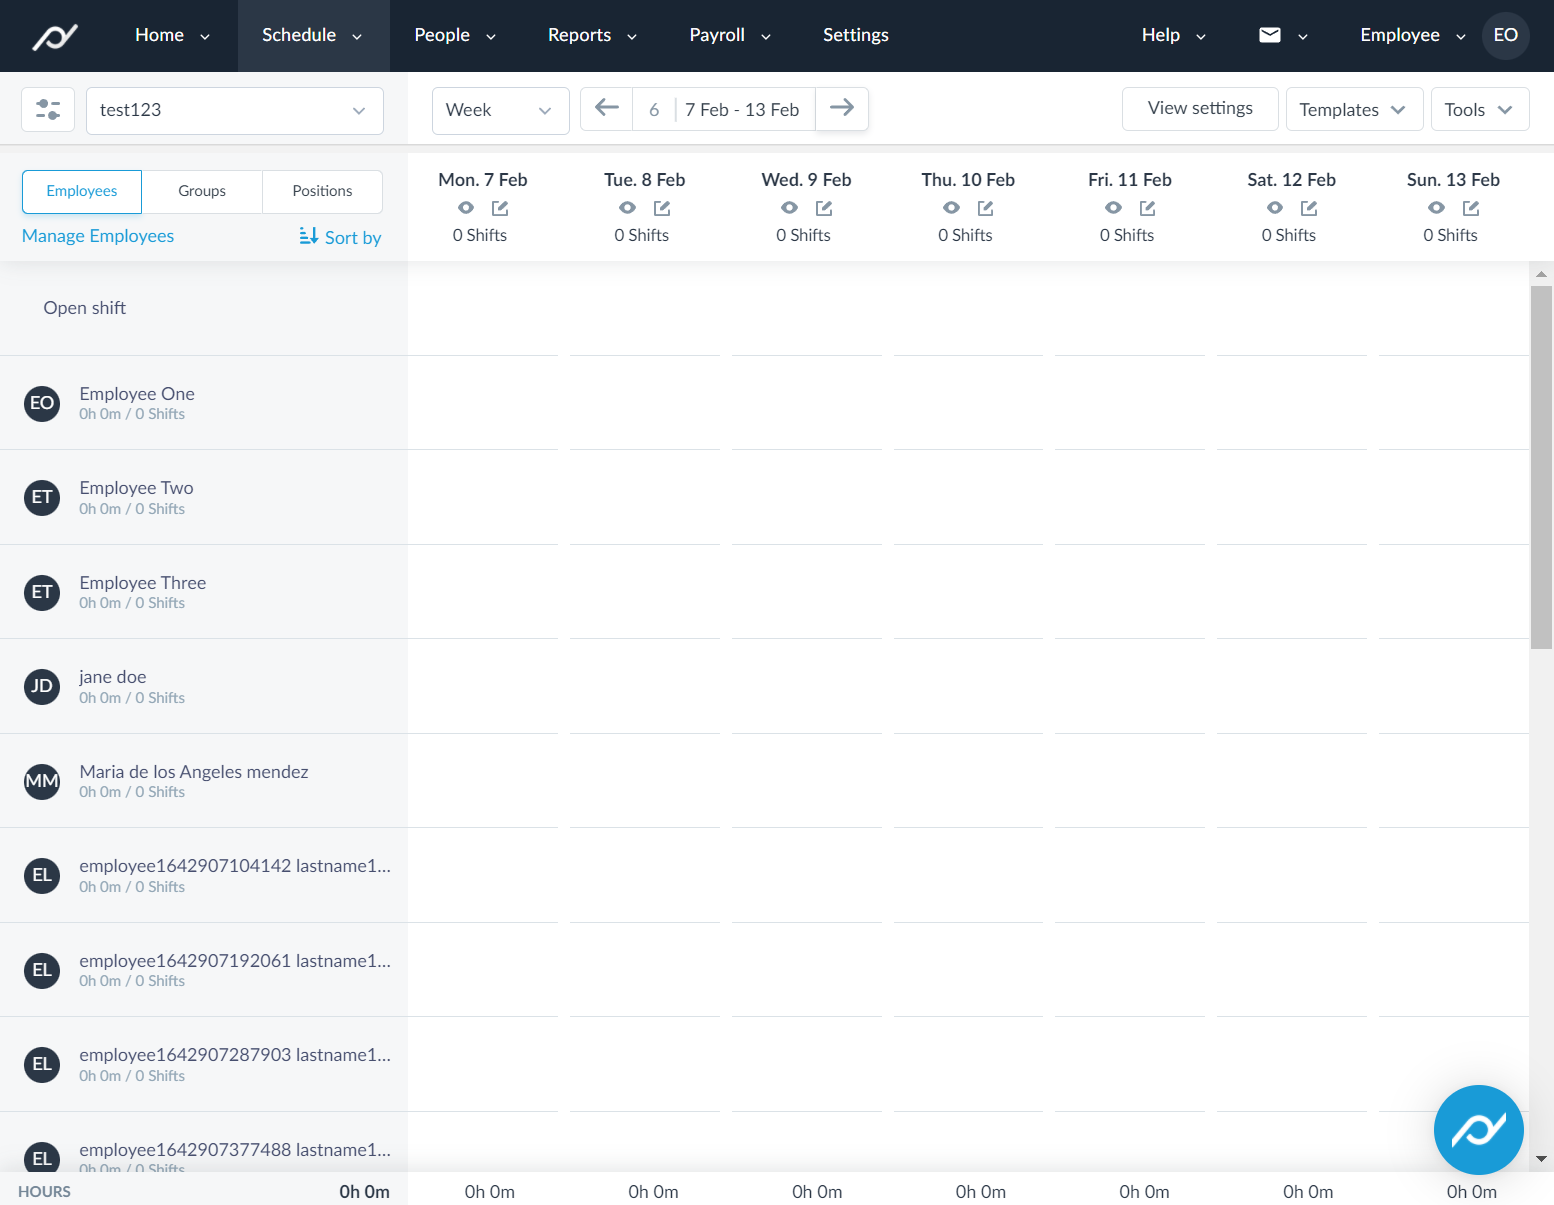 Home Schedule People Reports Payroll Settings Help Employee EO
test123 Week 6 7 Feb - 13 Feb View settings Templates Tools
Employees Groups Positions
Manage Employees Sort by
Mon. 7 Feb Tue. 8 Feb Wed. 9 Feb Thu. 10 Feb Fri. 11 Feb Sat. 12 Feb Sun. 13 Feb
0 Shifts 0 Shifts 0 Shifts 0 Shifts 0 Shifts 0 Shifts 0 Shifts
Open shift
EO Employee One
0h 0m / 0 Shifts
ET Employee Two
0h 0m / 0 Shifts
ET Employee Three
0h 0m / 0 Shifts
JD jane doe
0h 0m / 0 Shifts
MM Maria de los Angeles mendez
0h 0m / 0 Shifts
EL employee1642907104142 lastname1...
0h 0m / 0 Shifts
EL employee1642907192061 lastname1...
0h 0m / 0 Shifts
EL employee1642907287903 lastname1...
0h 0m / 0 Shifts
EL employee1642907377488 lastname1...
0h 0m / 0 Shifts
HOURS 0h 0m 0h 0m 0h 0m 0h 0m 0h 0m 0h 0m 0h 0m 0h 0m